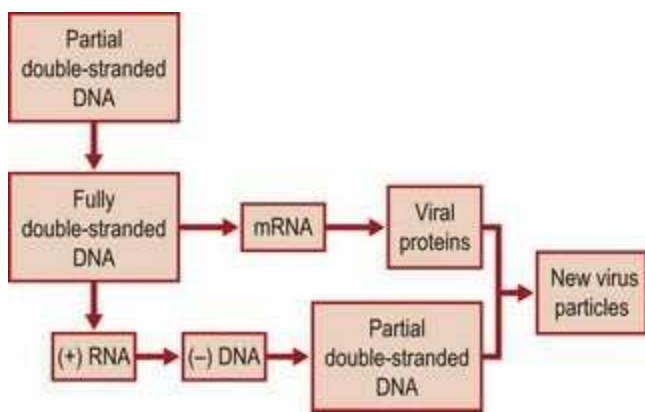 Partial
double-stranded
DNA
Fully
double-stranded
DNA
mRNA
Viral
proteins
New virus
particles
(+) RNA
(–) DNA
Partial
double-stranded
DNA